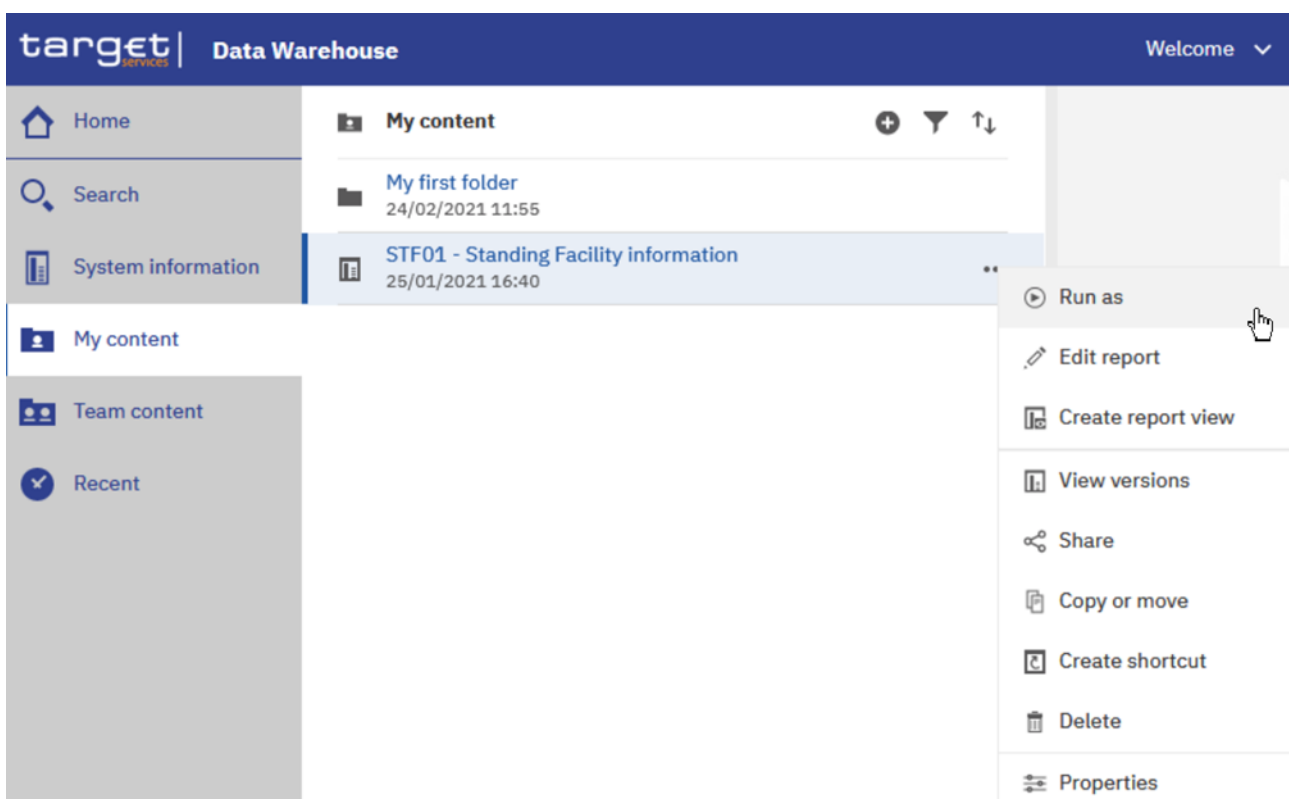 target| Data Warehouse Welcome
services
Home
Search
System information
My content
Team content
Recent
My content
My first folder
24/02/2021 11:55
STF01 - Standing Facility information
25/01/2021 16:40
Run as
Edit report
Create report view
View versions
Share
Copy or move
Create shortcut
Delete
Properties